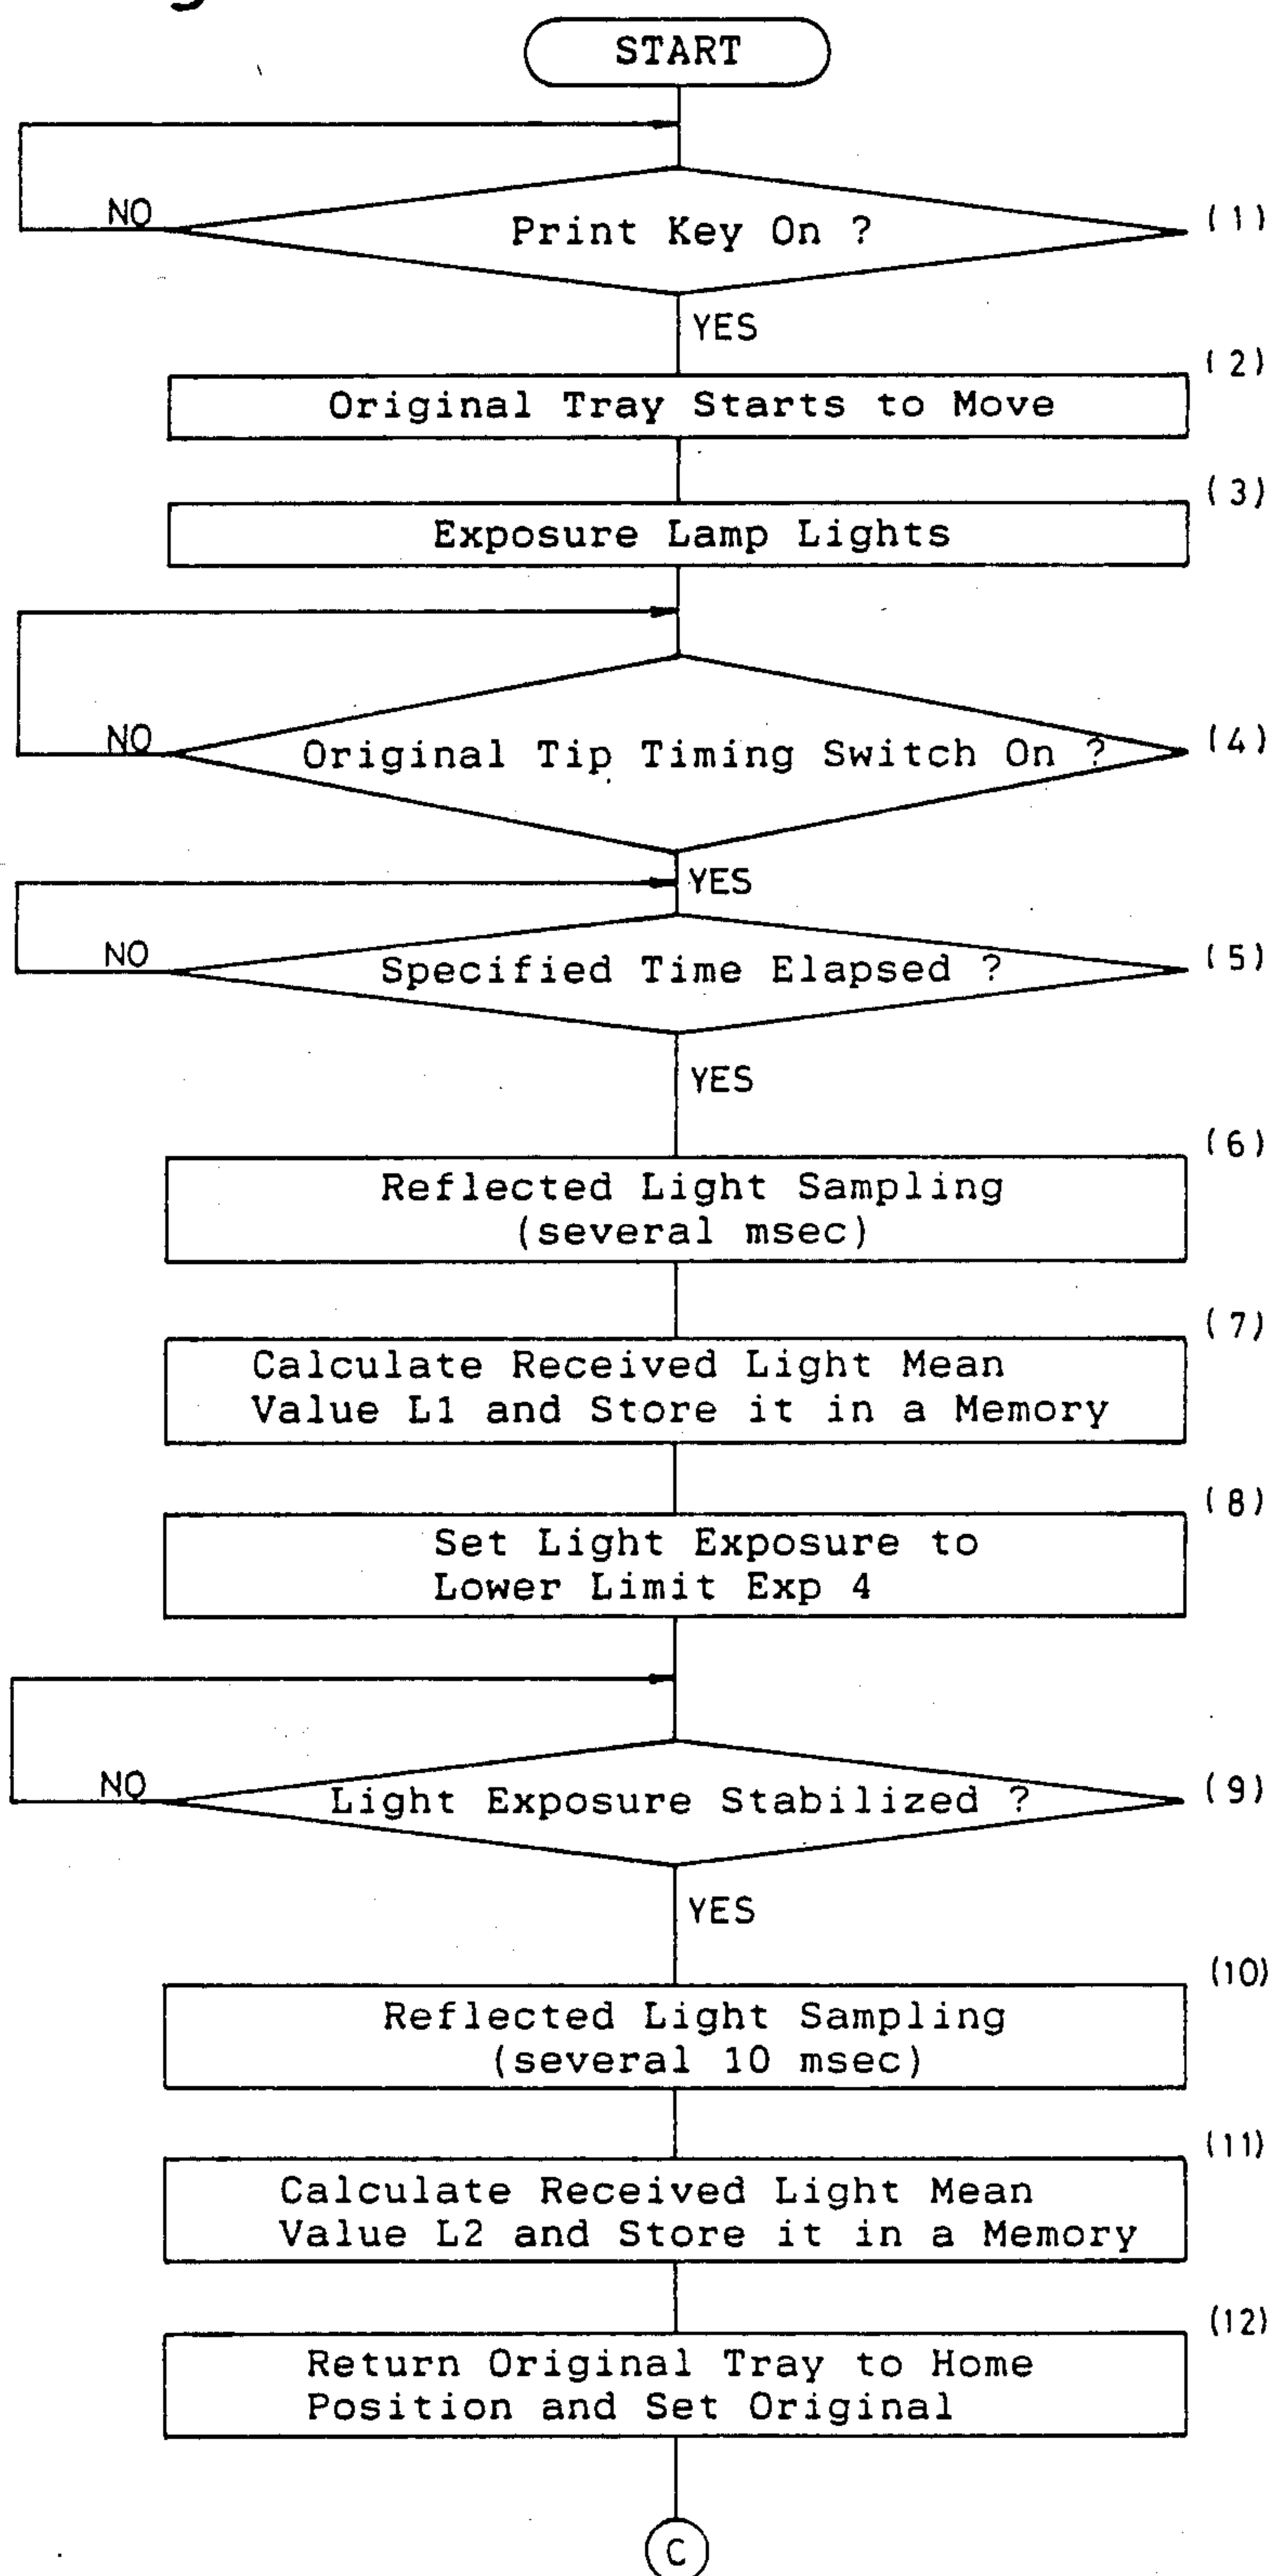 START
NO
Print Key On ?
(1)
YES
(2)
Original Tray Starts to Move
(3)
Exposure Lamp Lights
NO
Original Tip Timing Switch On ?
(4)
YES
NO
Specified Time Elapsed ?
(5)
YES
(6)
Reflected Light Sampling
(several msec)
(7)
Calculate Received Light Mean
Value L1 and Store it in a Memory
(8)
Set Light Exposure to
Lower Limit Exp 4
NO
Light Exposure Stabilized ?
(9)
YES
(10)
Reflected Light Sampling
(several 10 msec)
(11)
Calculate Received Light Mean
Value L2 and Store it in a Memory
(12)
Return Original Tray to Home
Position and Set Original
C